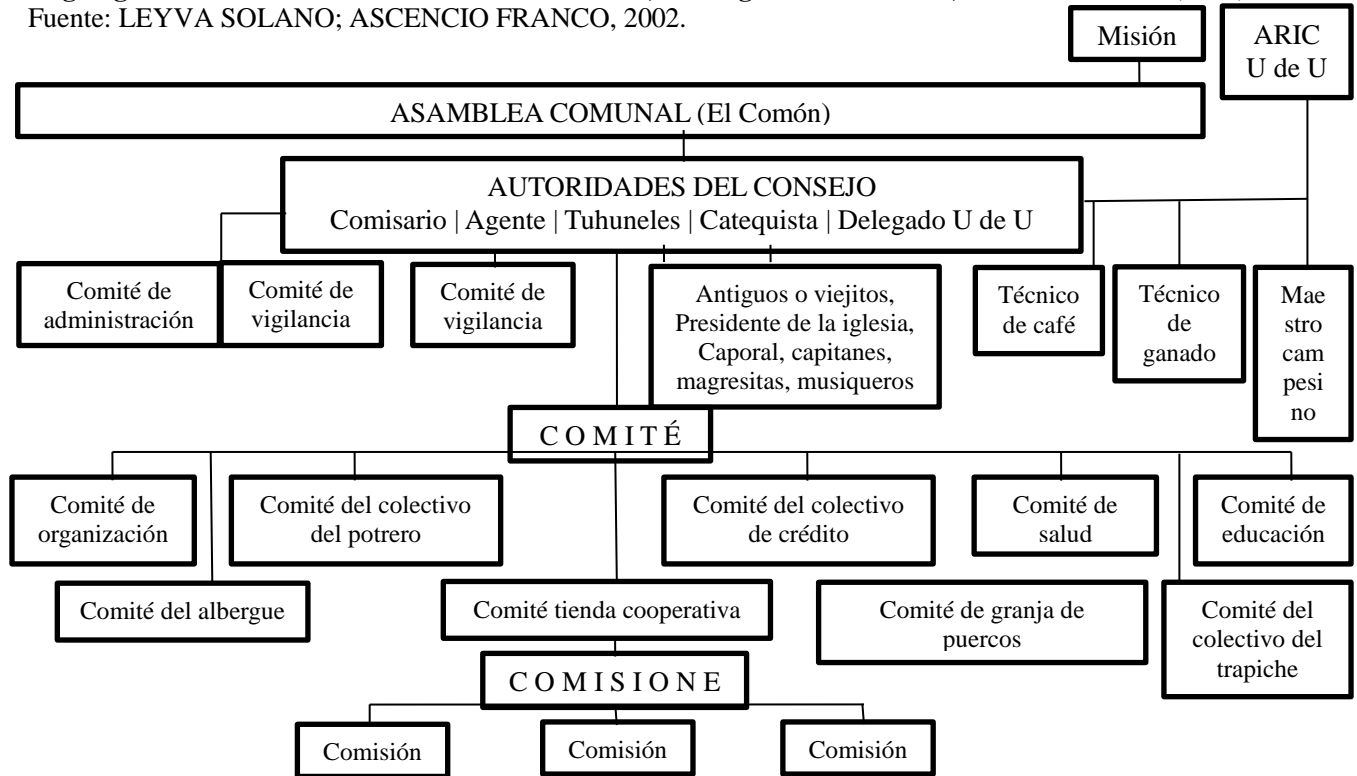 Fuente: LEYVA SOLANO; ASCENCIO FRANCO, 2002.
Misión
ARIC
U de U
ASAMBLEA COMUNAL (El Común)
AUTORIDADES DEL CONSEJO
Comisario | Agente | Tuhuneles | Catequista | Delegado U de U
Comité de
administración
Comité de
vigilancia
Comité de
vigilancia
Antiguos o viejitos,
Presidente de la iglesia,
Caporal, capitanes,
magresitas, musiqueros
Técnico
de café
Técnico
de
ganado
Mae
stro
cam
pesi
no
C O M I T É
Comité de
organización
Comité del colectivo
del potrero
Comité del colectivo
de crédito
Comité de
salud
Comité de
educación
Comité del albergue
Comité tienda cooperativa
Comité de granja de
puercos
Comité del
colectivo del
trapiche
C O M I S I O N E
Comisión
Comisión
Comisión